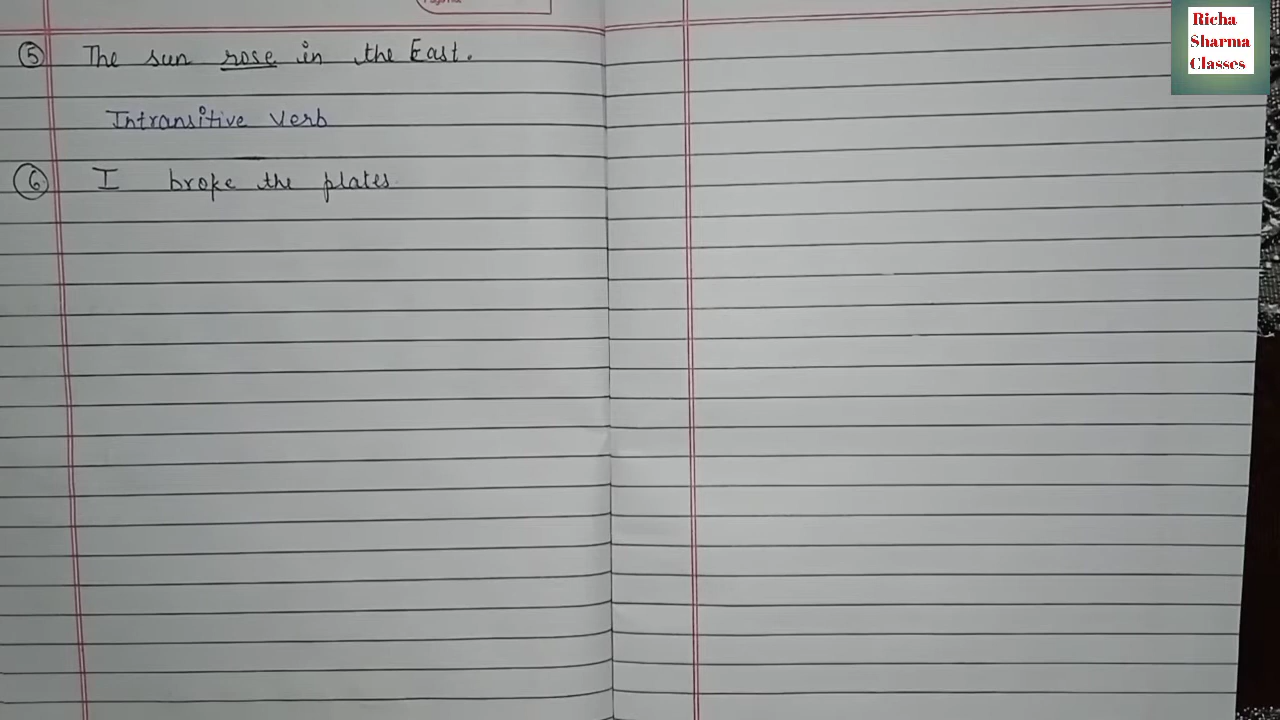 5 The sun rose in the East.
Intransitive verb
6 I broke the plates
Richa
Sharma
Classes